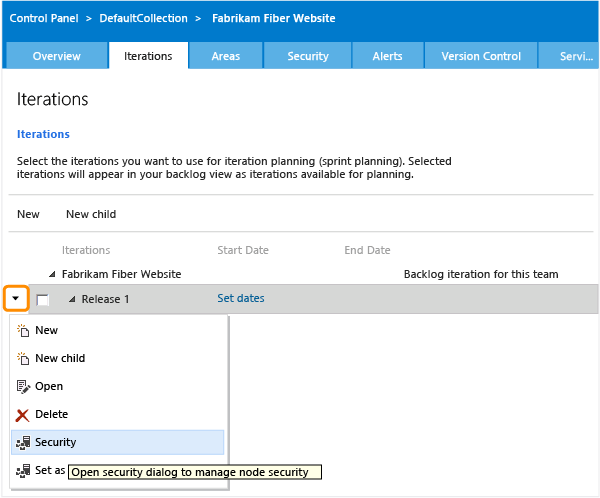 Control Panel > DefaultCollection > Fabrikam Fiber Website
Overview Iterations Areas Security Alerts Version Control Servi...
Iterations
Iterations
Select the iterations you want to use for iteration planning (sprint planning). Selected
iterations will appear in your backlog view as iterations available for planning.
New New child
Iterations Start Date End Date
Fabrikam Fiber Website Backlog iteration for this team
Release 1 Set dates
New
New child
Open
Delete
Security
Set as
Open security dialog to manage node security